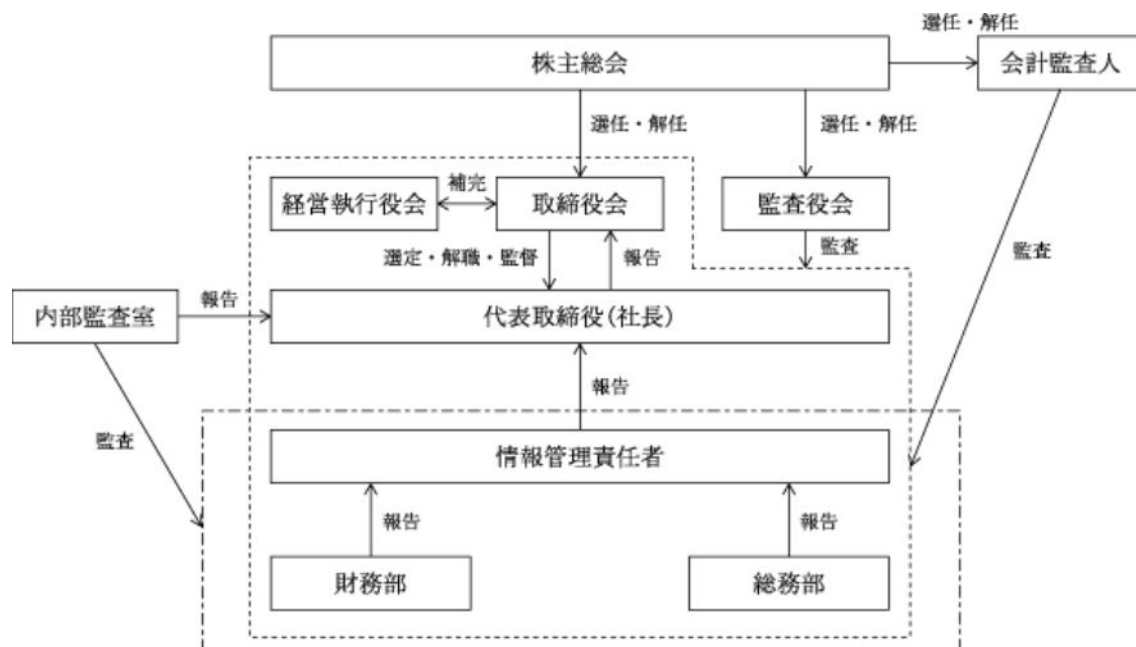 選任・解任
株主総会
会計監査人
選任・解任
選任・解任
経営執行役会
補完
取締役会
監査役会
選定・解職・監督
報告
監査
監査
内部監査室
報告
代表取締役(社長)
報告
監査
情報管理責任者
報告
報告
財務部
総務部